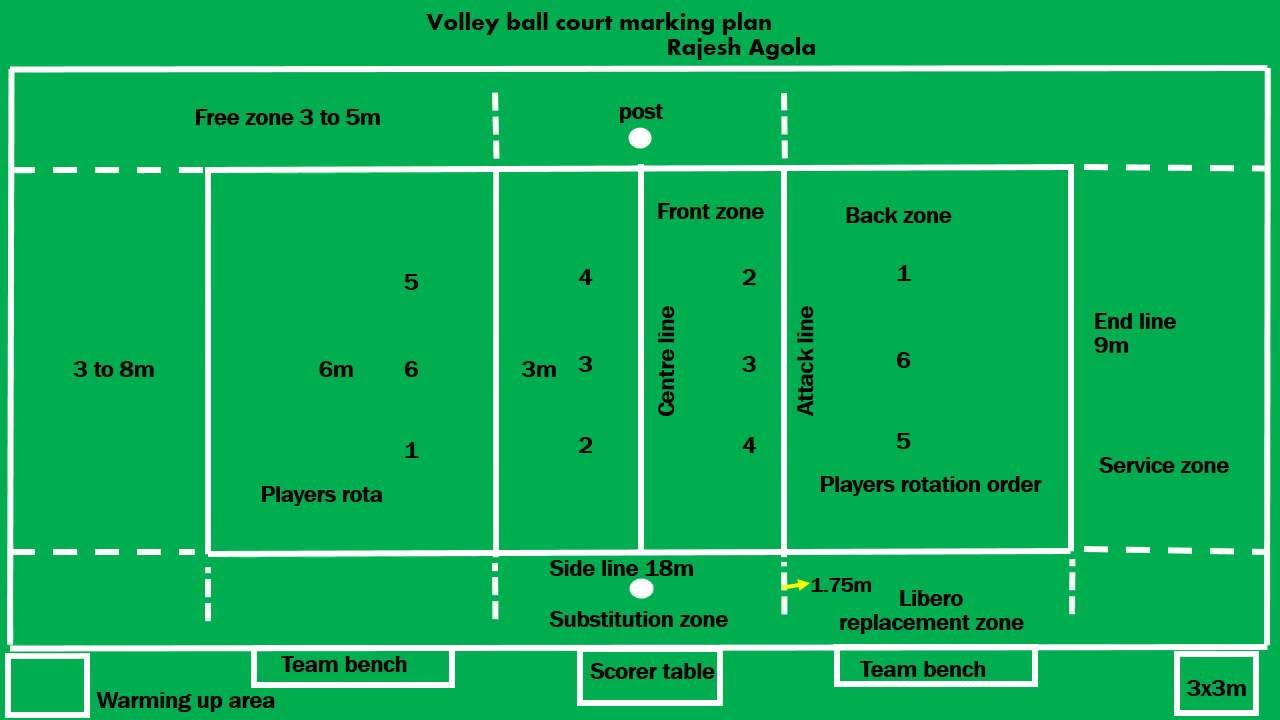 Volley ball court marking plan
Rajesh Agola
Free zone 3 to 5m
post
Front zone
Back zone
5
4
2
1
3 to 8m
6m
6
3m
3
Centre line
3
Attack line
6
End line
9m
1
2
4
5
Players rota
Players rotation order
Service zone
Side line 18m
1.75m
Substitution zone
Libero
replacement zone
Team bench
Scorer table
Team bench
Warming up area
3x3m